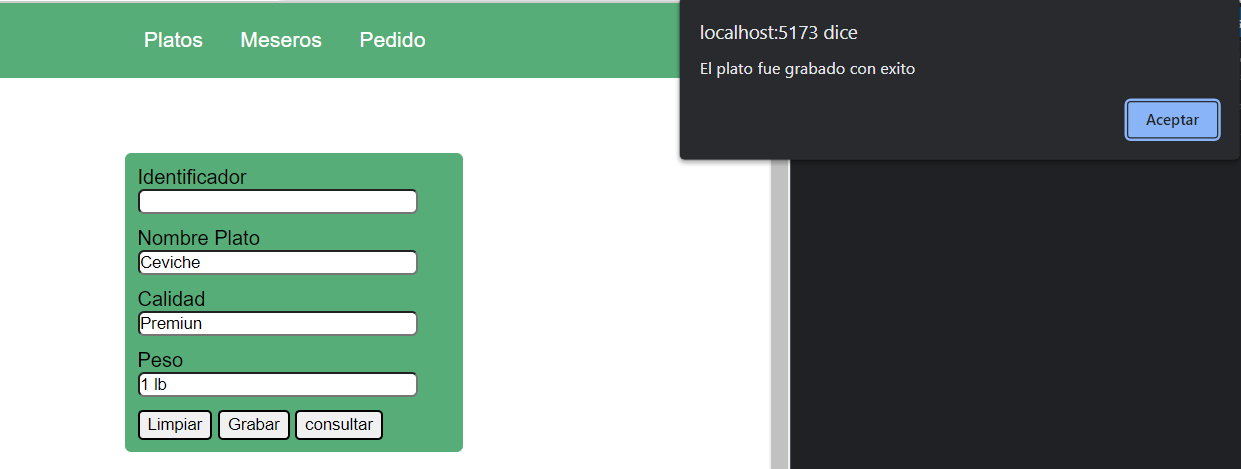 Platos Meseros Pedido
localhost:5173 dice
El plato fue grabado con exito
Aceptar
Identificador
Nombre Plato
Ceviche
Calidad
Premiun
Peso
1 lb
Limpiar Grabar consultar